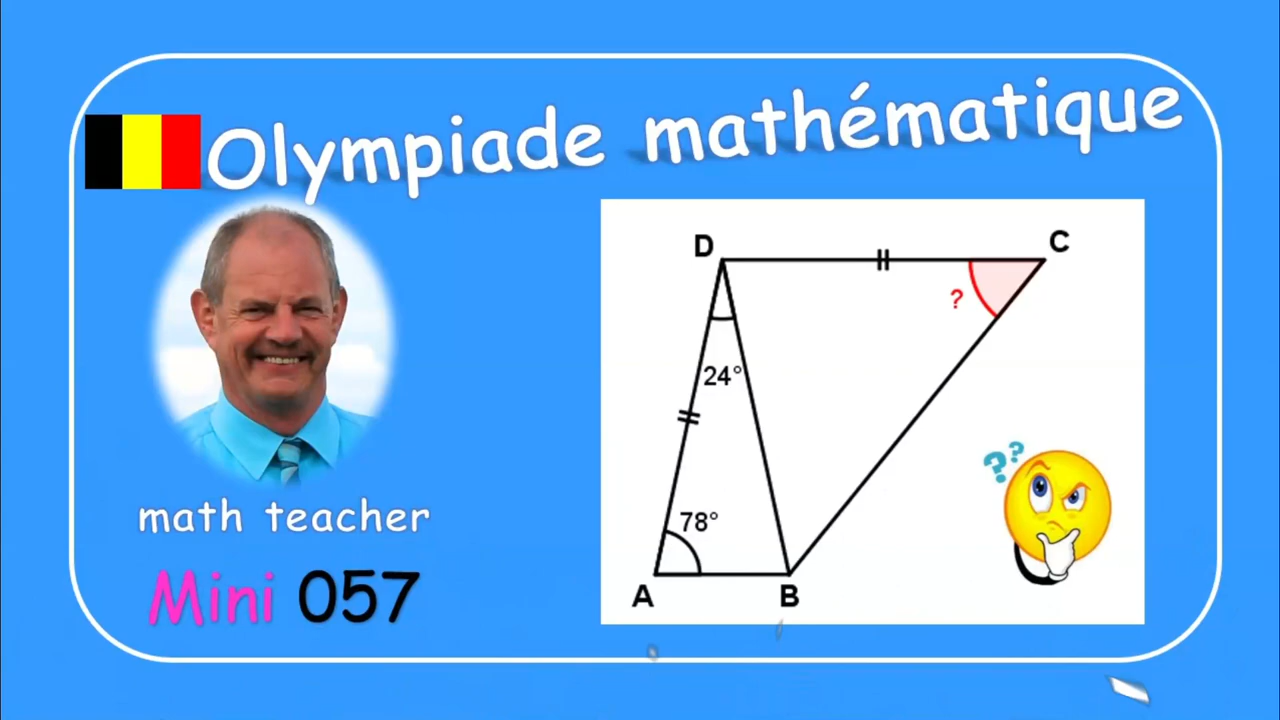 Olympiade mathématique
D
C
?
24°
??
78°
math teacher
A
B
Mini 057